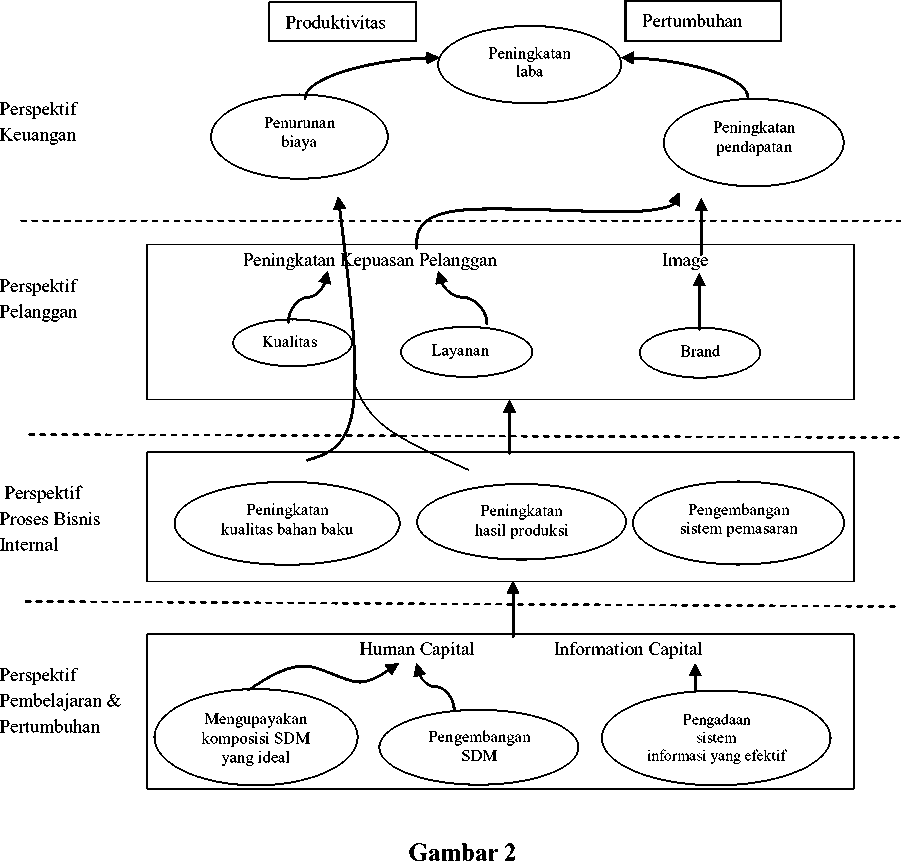 Produktivitas
Pertumbuhan
Peningkatan
laba
Perspektif
Keuangan
Penurunan
biaya
Peningkatan
pendapatan
Perspektif
Pelanggan
Peningkatan Kepuasan Pelanggan
Image
Kualitas
Layanan
Brand
Perspektif
Proses Bisnis
Internal
Peningkatan
kualitas bahan baku
Peningkatan
hasil produksi
Pengembangan
sistem pemasaran
Perspektif
Pembelajaran &
Pertumbuhan
Human Capital
Information Capital
Mengupayakan
komposisi SDM
yang ideal
Pengembangan
SDM
Pengadaan
sistem
informasi yang efektif
Gambar 2